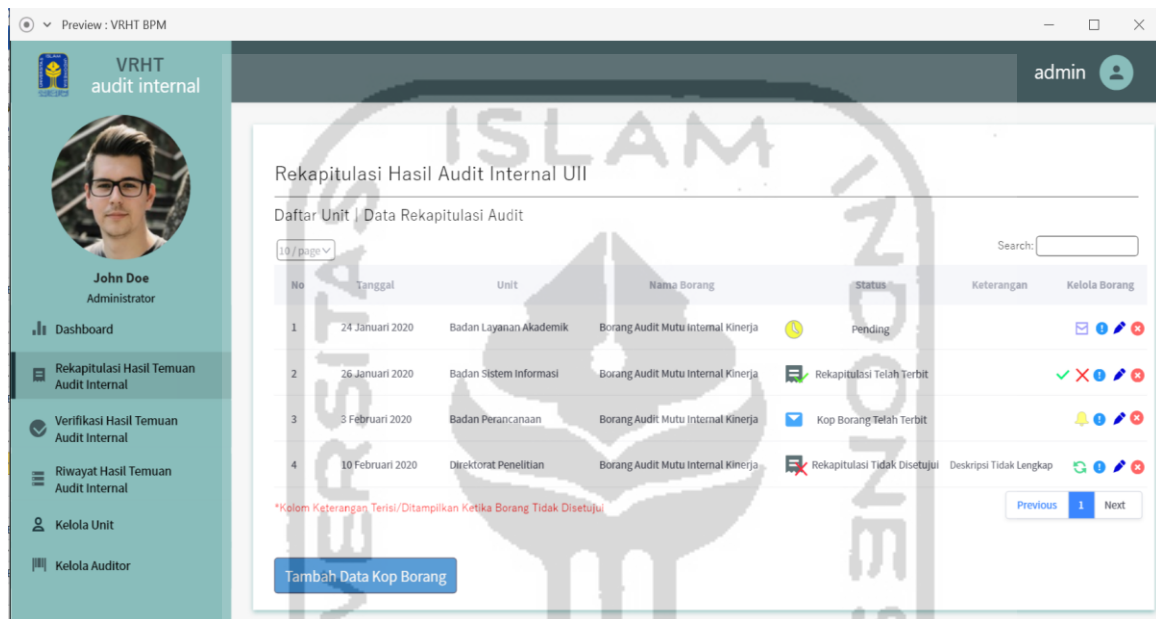 Preview : VRHT BPM
VRHT
audit internal
admin
John Doe
Administrator
Dashboard
Rekapitulasi Hasil Temuan
Audit Internal
Verifikasi Hasil Temuan
Audit Internal
Riwayat Hasil Temuan
Audit Internal
Kelola Unit
Kelola Auditor
ISLAM
UNIVERSITAS
INDONESIA
Rekapitulasi Hasil Audit Internal UII
Daftar Unit | Data Rekapitulasi Audit
10 / page
Search:
No Tanggal Unit Nama Borang Status Keterangan Kelola Borang
1 24 Januari 2020 Badan Layanan Akademik Borang Audit Mutu Internal Kinerja Pending
2 26 Januari 2020 Badan Sistem Informasi Borang Audit Mutu Internal Kinerja Rekapitulasi Telah Terbit
3 3 Februari 2020 Badan Perancanaan Borang Audit Mutu Internal Kinerja Kop Borang Telah Terbit
4 10 Februari 2020 Direktorat Penelitian Borang Audit Mutu Internal Kinerja Rekapitulasi Tidak Disetujui Deskripsi Tidak Lengkap
*Kolom Keterangan Terisi/Ditampilkan Ketika Borang Tidak Disetujui
Previous 1 Next
Tambah Data Kop Borang